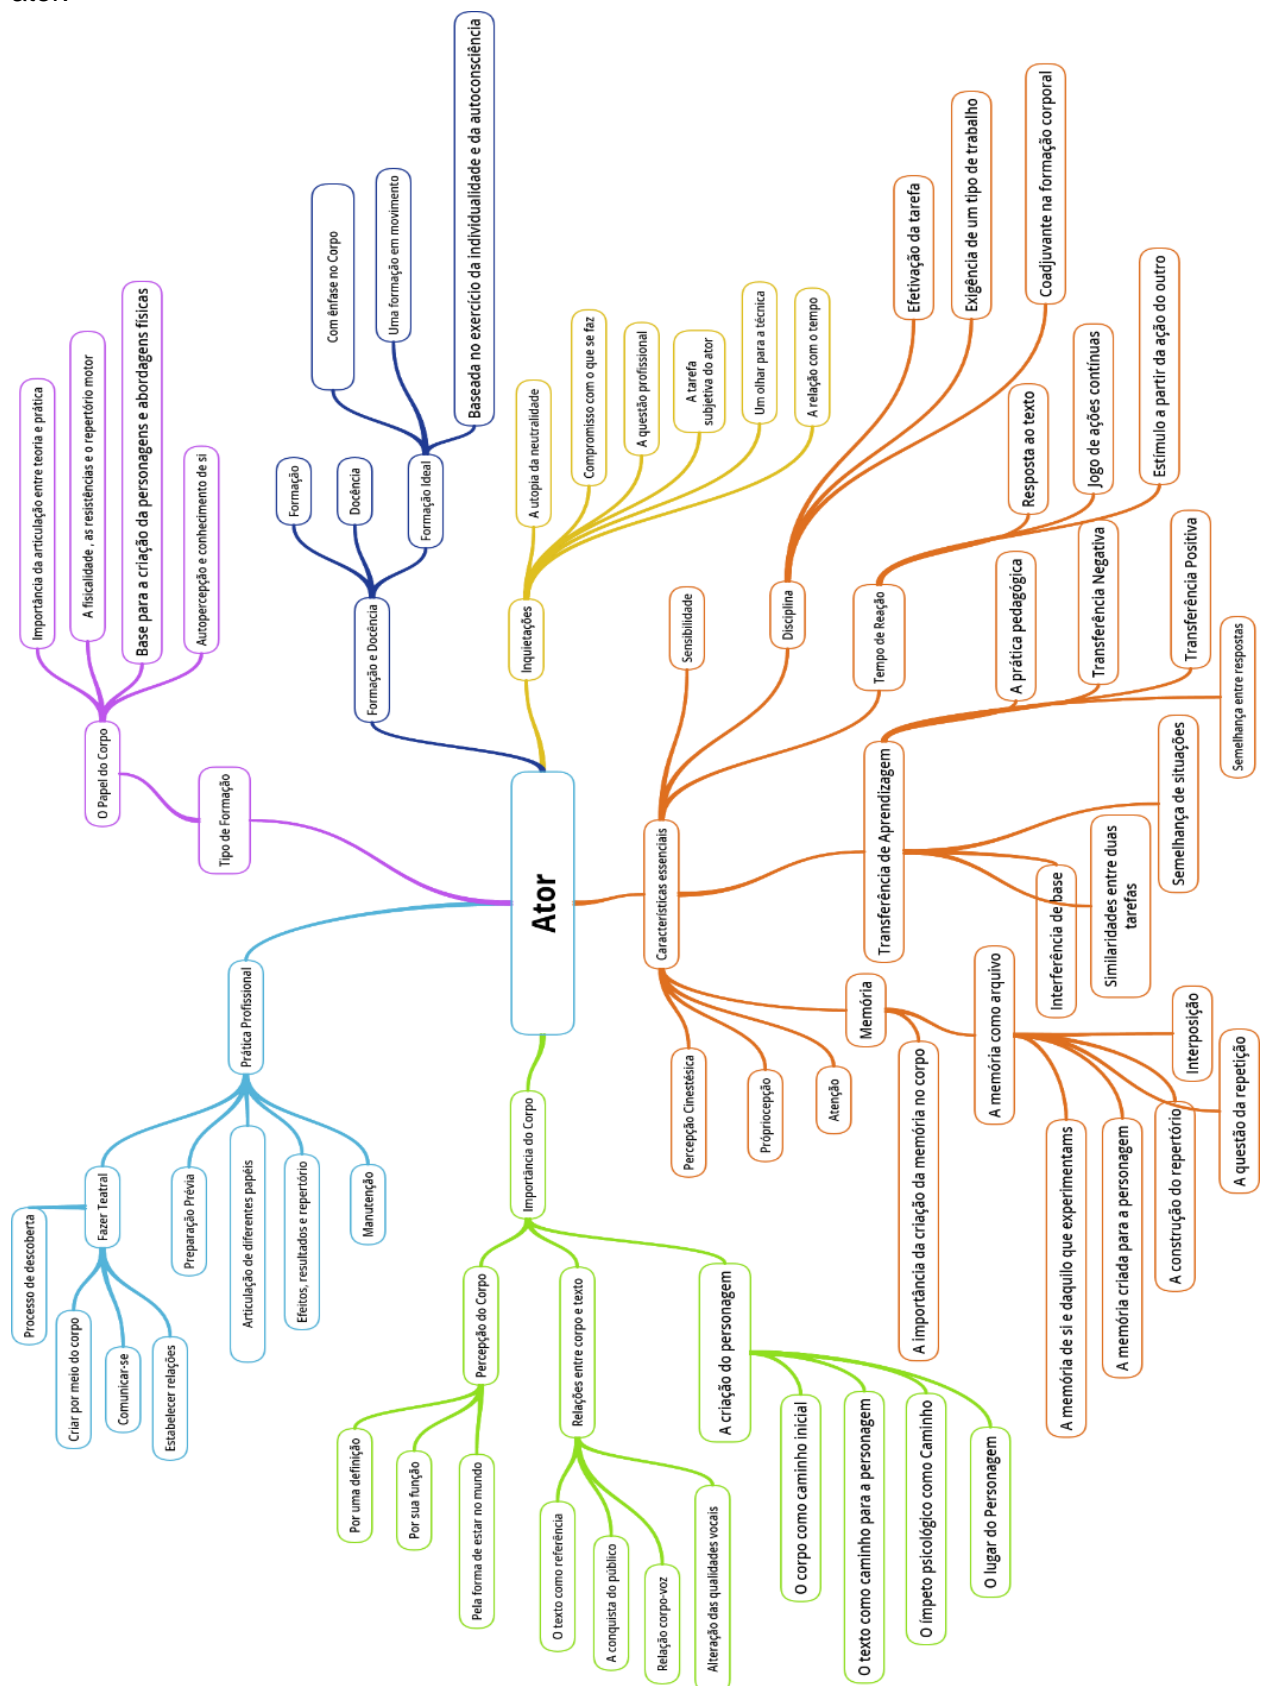 ator.
Ator
Tipo de Formação
O Papel do Corpo
Importância da articulação entre teoria e prática
A fisicalidade , as resistências e o repertório motor
Base para a criação da personagens e abordagens físicas
Autopercepção e conhecimento de si
Formação e Docência
Formação
Docência
Formação Ideal
Com ênfase no Corpo
Uma formação em movimento
Baseada no exercício da individualidade e da autoconsciência
Inquietações
A utopia da neutralidade
Compromisso com o que se faz
A questão profissional
A tarefa
subjetiva do ator
Um olhar para a técnica
A relação com o tempo
Características essenciais
Sensibilidade
Disciplina
Efetivação da tarefa
Exigência de um tipo de trabalho
Coadjuvante na formação corporal
Tempo de Reação
Resposta ao texto
Jogo de ações contínuas
Estímulo a partir da ação do outro
Transferência de Aprendizagem
A prática pedagógica
Transferência Negativa
Transferência Positiva
Semelhança entre respostas
Semelhança de situações
Similaridades entre duas
tarefas
Interferência de base
Memória
A importância da criação da memória no corpo
A memória como arquivo
Interposição
A questão da repetição
A construção do repertório
A memória criada para a personagem
A memória de si e daquilo que experimentams
Atenção
Própriocepção
Percepção Cinestésica
Importância do Corpo
Percepção do Corpo
Por uma definição
Por sua função
Pela forma de estar no mundo
Relações entre corpo e texto
O texto como referência
A conquista do público
Relação corpo-voz
Alteração das qualidades vocais
A criação do personagem
O corpo como caminho inicial
O texto como caminho para a personagem
O ímpeto psicológico como Caminho
O lugar do Personagem
Prática Profissional
Fazer Teatral
Processo de descoberta
Criar por meio do corpo
Comunicar-se
Estabelecer relações
Preparação Prévia
Articulação de diferentes papéis
Efeitos, resultados e repertório
Manutenção